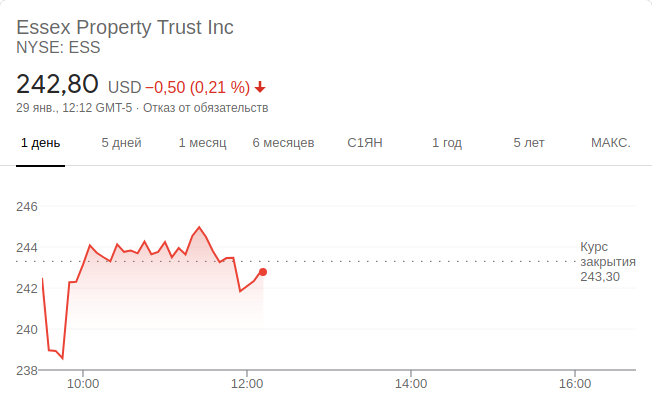 Essex Property Trust Inc
NYSE: ESS
242,80 USD −0,50 (0,21 %)
29 янв., 12:12 GMT-5 · Отказ от обязательств
1 день 5 дней 1 месяц 6 месяцев С1ЯН 1 год 5 лет МАКС.
246
244
Курс
закрытия
243,30
242
240
238
10:00 12:00 14:00 16:00